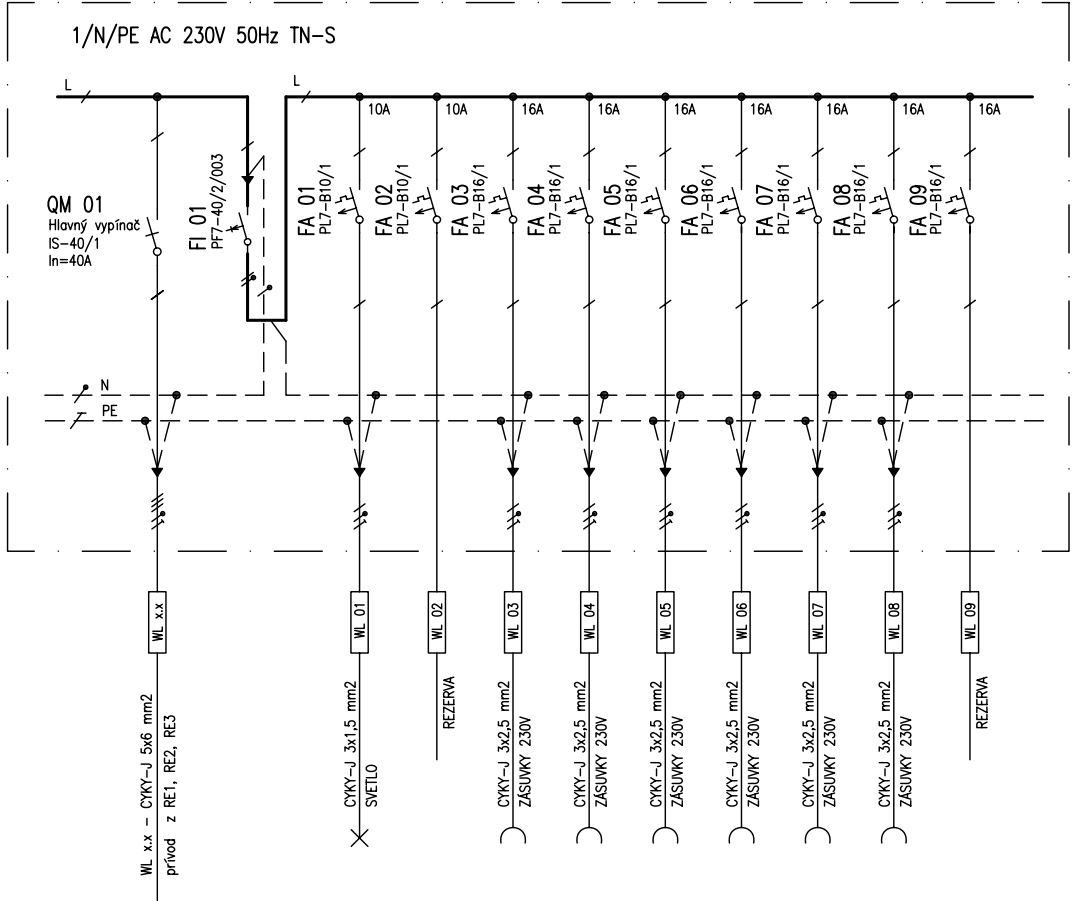 1/N/PE AC 230V 50Hz TN-S
L
L
10A
10A
16A
16A
16A
16A
16A
16A
16A
QM 01
Hlavný vypínač
IS-40/1
In=40A
FI 01
PF7-40/2/003
FA 01
PL7-B10/1
FA 02
PL7-B10/1
FA 03
PL7-B16/1
FA 04
PL7-B16/1
FA 05
PL7-B16/1
FA 06
PL7-B16/1
FA 07
PL7-B16/1
FA 08
PL7-B16/1
FA 09
PL7-B16/1
N
PE
WL x.x
WL 01
WL 02
WL 03
WL 04
WL 05
WL 06
WL 07
WL 08
WL 09
WL x.x - CYKY-J 5x6 mm2
prívod z RE1, RE2, RE3
CYKY-J 3x1,5 mm2
SVETLO
REZERVA
CYKY-J 3x2,5 mm2
ZÁSUVKY 230V
CYKY-J 3x2,5 mm2
ZÁSUVKY 230V
CYKY-J 3x2,5 mm2
ZÁSUVKY 230V
CYKY-J 3x2,5 mm2
ZÁSUVKY 230V
CYKY-J 3x2,5 mm2
ZÁSUVKY 230V
CYKY-J 3x2,5 mm2
ZÁSUVKY 230V
REZERVA